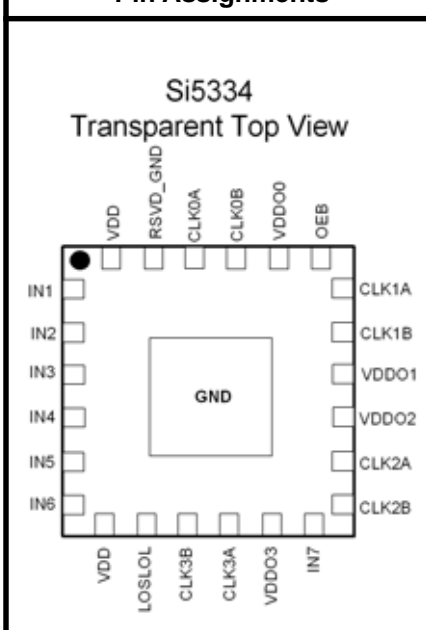 Pin Assignments
Si5334
Transparent Top View
VDD
RSVD_GND
CLK0A
CLK0B
VDDO0
OEB
IN1
CLK1A
IN2
CLK1B
IN3
VDDO1
GND
IN4
VDDO2
IN5
CLK2A
IN6
CLK2B
VDD
LOSLOL
CLK3B
CLK3A
VDDO3
IN7